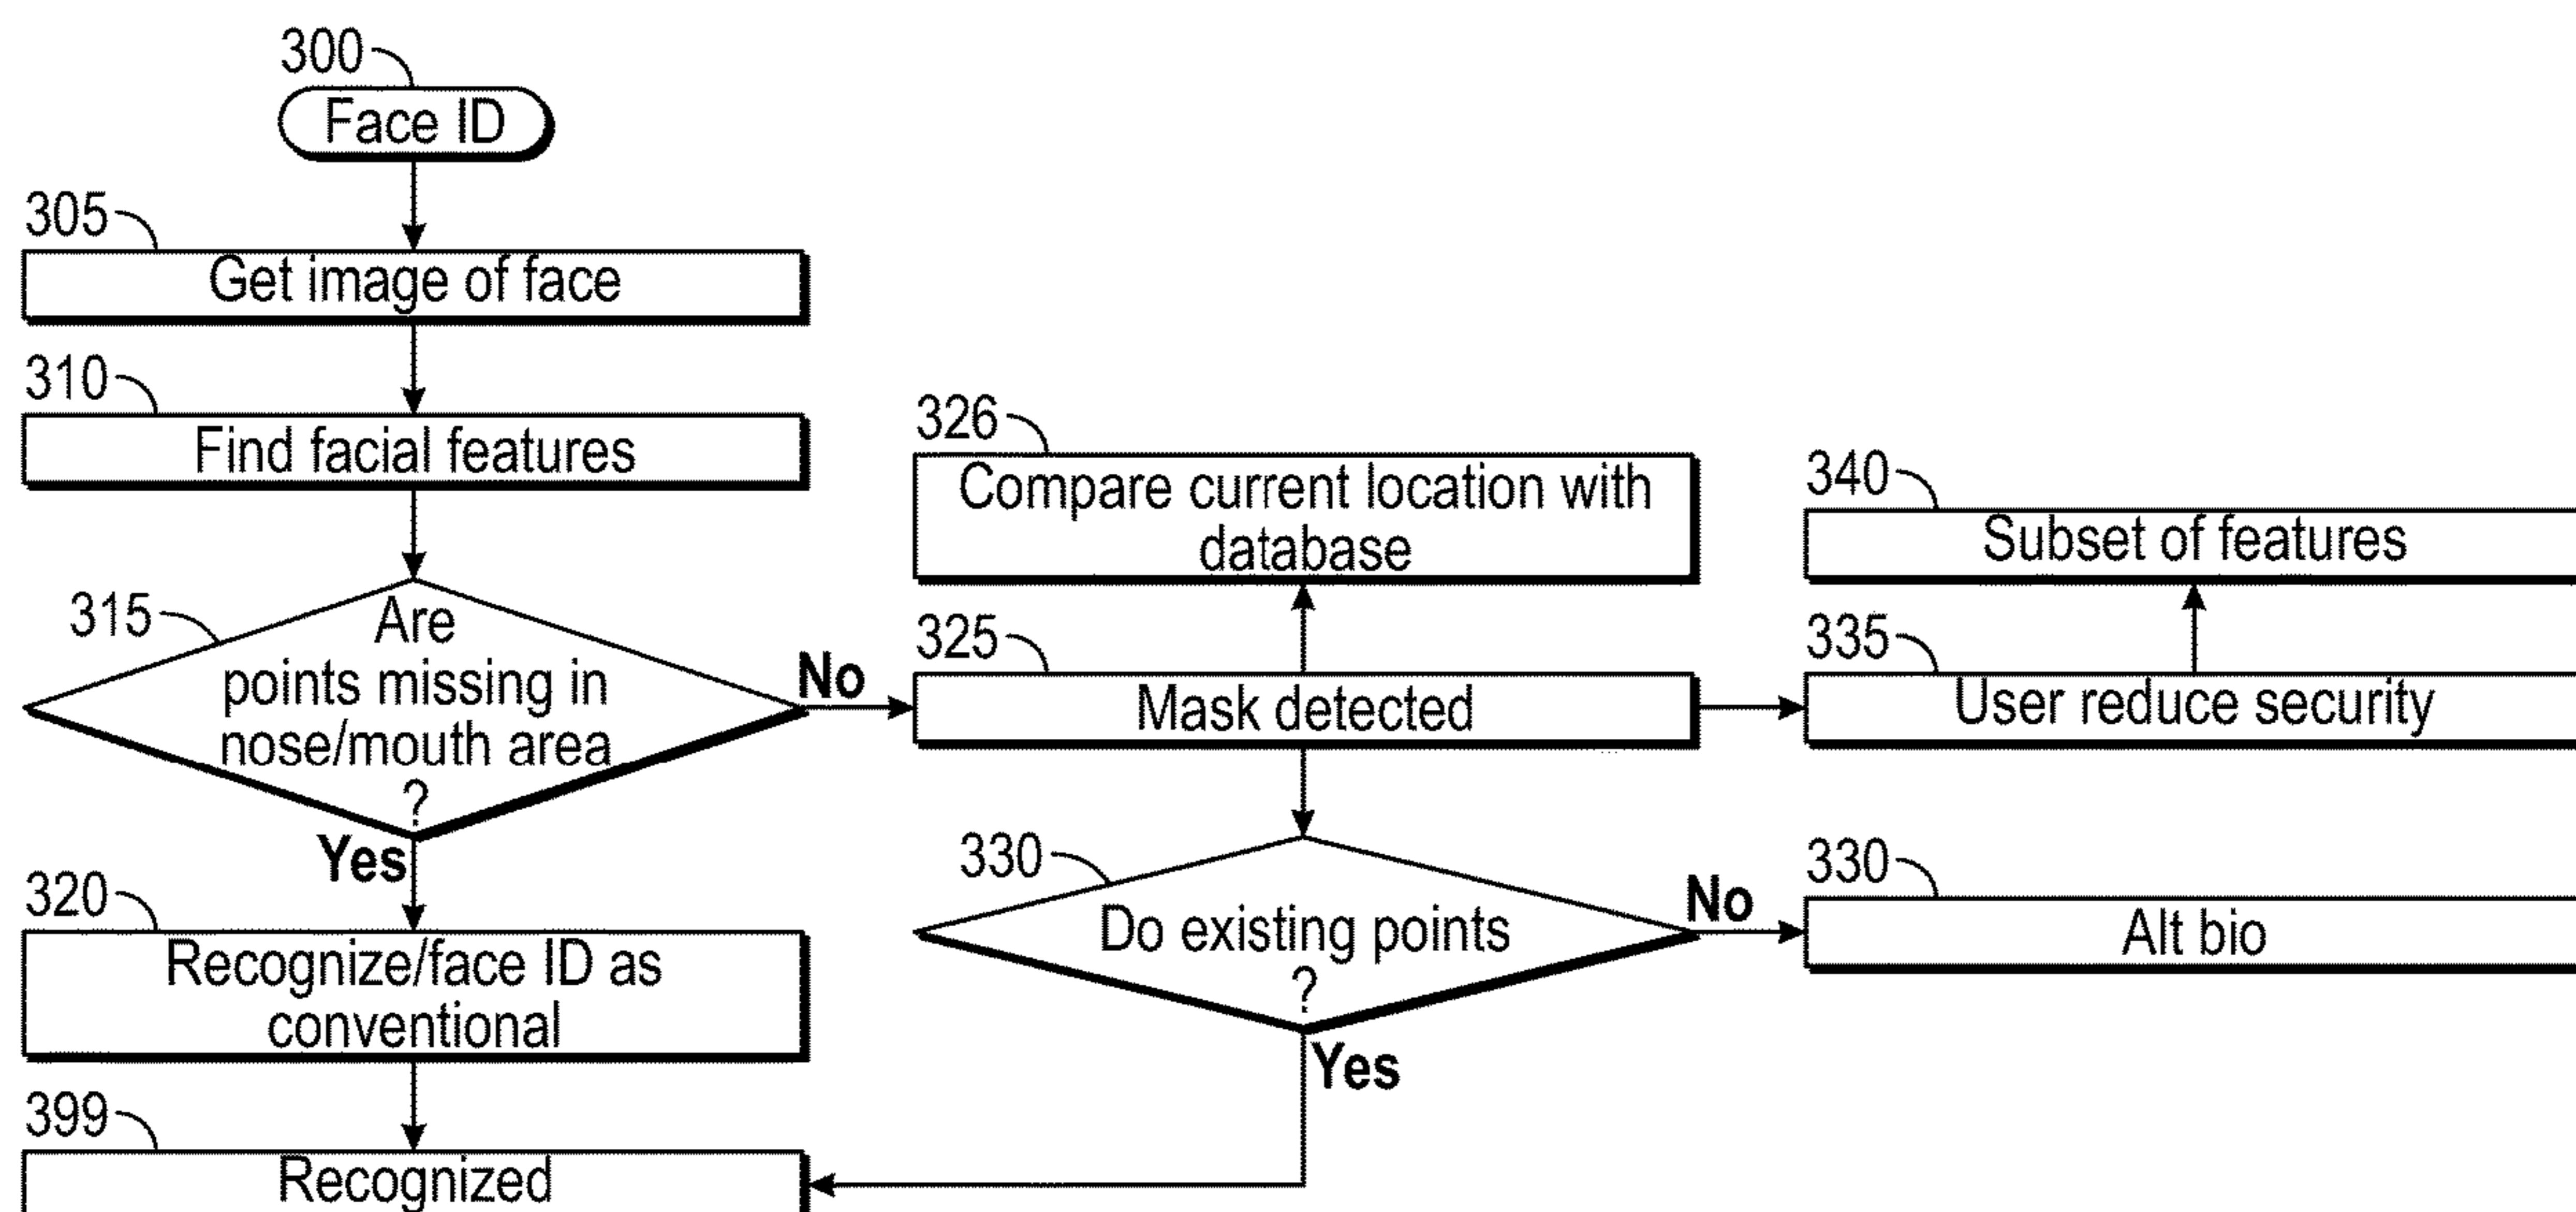 300
Face ID
305
Get image of face
310
Find facial features
315
Are
points missing in
nose/mouth area
?
No
Yes
320
Recognize/face ID as
conventional
399
Recognized
326
Compare current location with
database
325
Mask detected
330
Do existing points
?
No
Yes
340
Subset of features
335
User reduce security
330
Alt bio